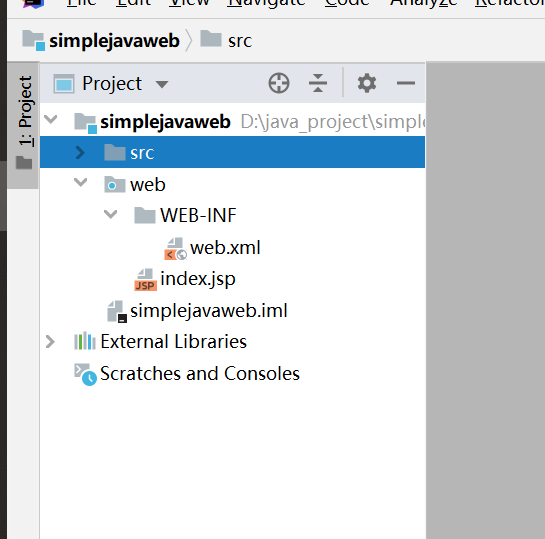 File Edit View Navigate Code Analyze Refactor
simplejavaweb src
1: Project
Project
simplejavaweb D:\java_project\simple
src
web
WEB-INF
web.xml
JSP index.jsp
simplejavaweb.iml
External Libraries
Scratches and Consoles